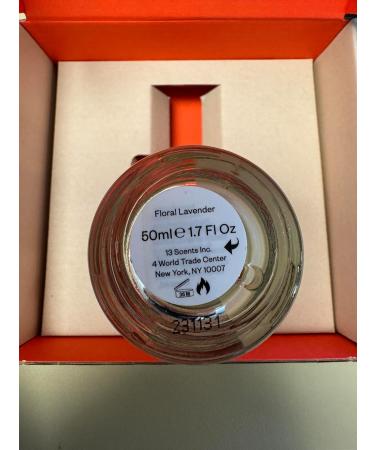 Floral Lavender
50ml ℮ 1.7 Fl Oz
13 Scents Inc.
4 World Trade Center
New York, NY 10007
36 M
231131